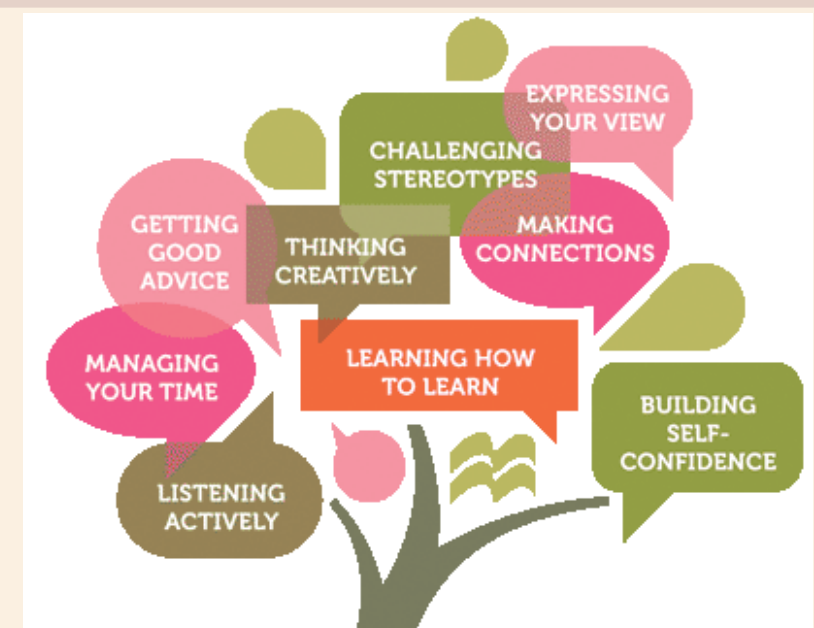 EXPRESSING
YOUR VIEW
CHALLENGING
STEREOTYPES
GETTING
GOOD
ADVICE
THINKING
CREATIVELY
MAKING
CONNECTIONS
MANAGING
YOUR TIME
LEARNING HOW
TO LEARN
BUILDING
SELF-
CONFIDENCE
LISTENING
ACTIVELY